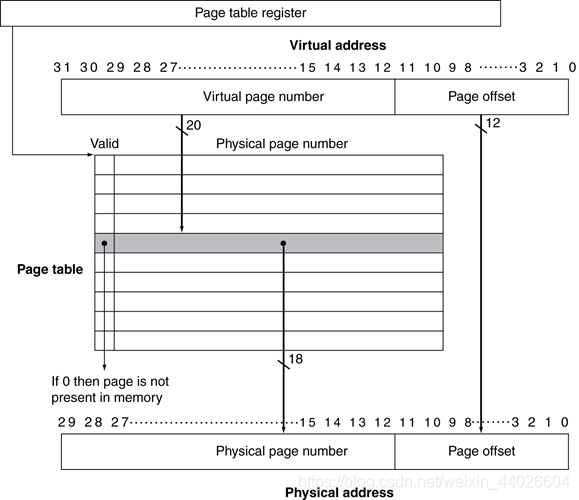 Page table register
Virtual address
31 30 29 28 27 ........................ 15 14 13 12 11 10 9 8 ........ 3 2 1 0
Virtual page number Page offset
20 12
Valid Physical page number
Page table
18
If 0 then page is not
present in memory
29 28 27 ................................ 15 14 13 12 11 10 9 8 ........ 3 2 1 0
Physical page number Page offset
https://blog.csdn.net/weixin_44026604
Physical address